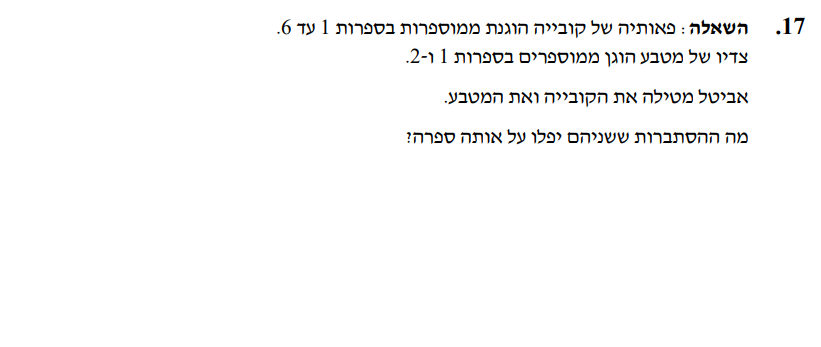 17. השאלה : פאותיה של קובייה הוגנת ממוספרות בספרות 1 עד 6.
צדיו של מטבע הוגן ממוספרים בספרות 1 ו-2.
אביטל מטילה את הקובייה ואת המטבע.
מה ההסתברות ששניהם יפלו על אותה ספרה?